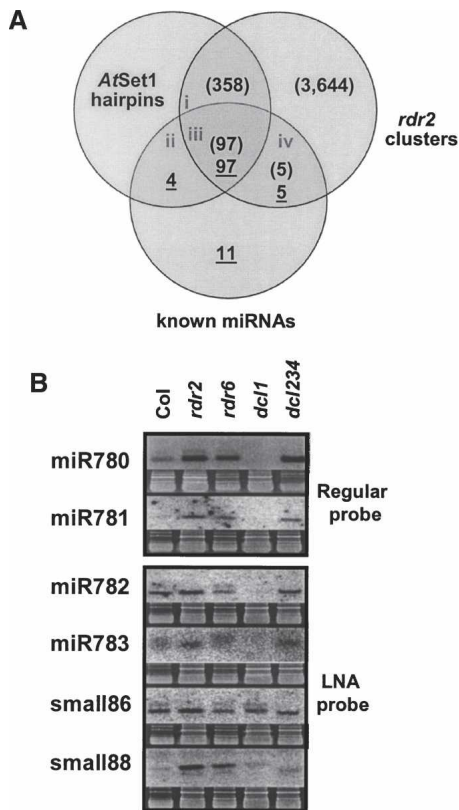 A
AtSet1
hairpins
(358)
(3,644)
i
rdr2
clusters
ii
iii
iv
(97)
97
(5)
5
4
11
known miRNAs
B
Col rdr2 rdr6 dcl1 dcl234
miR780
miR781
Regular
probe
miR782
miR783
small86
small88
LNA
probe